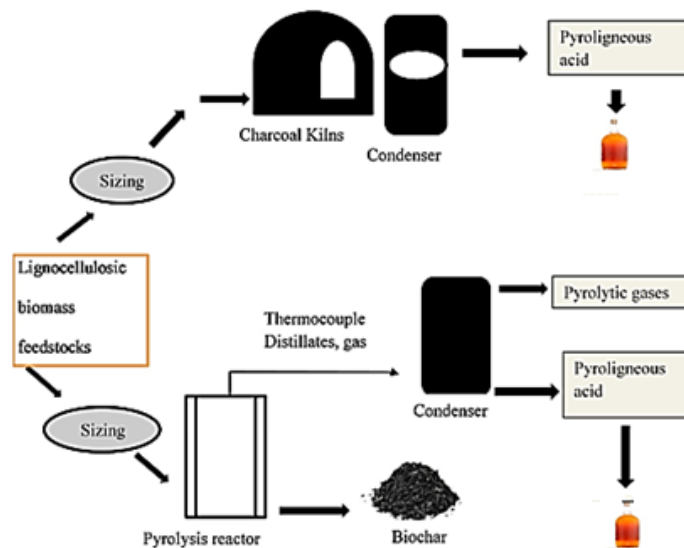 Pyroligneous
acid
Charcoal Kilns
Condenser
Sizing
Lignocellulosic
biomass
feedstocks
Pyrolytic gases
Thermocouple
Distillates, gas
Pyroligneous
acid
Condenser
Sizing
Pyrolysis reactor
Biochar